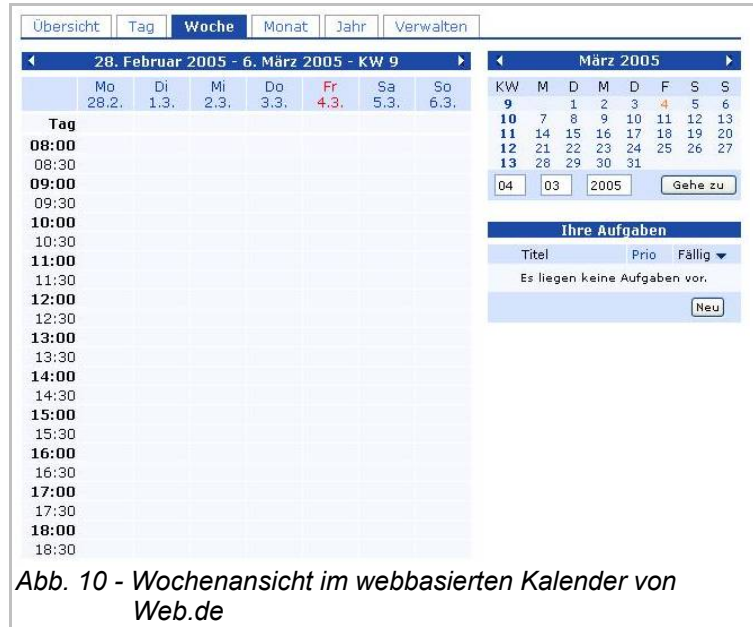 Übersicht Tag Woche Monat Jahr Verwalten
28. Februar 2005 - 6. März 2005 - KW 9
Mo Di Mi Do Fr Sa So
28.2. 1.3. 2.3. 3.3. 4.3. 5.3. 6.3.
Tag
08:00
08:30
09:00
09:30
10:00
10:30
11:00
11:30
12:00
12:30
13:00
13:30
14:00
14:30
15:00
15:30
16:00
16:30
17:00
17:30
18:00
18:30
März 2005
KW M D M D F S S
9 1 2 3 4 5 6
10 7 8 9 10 11 12 13
11 14 15 16 17 18 19 20
12 21 22 23 24 25 26 27
13 28 29 30 31
04 03 2005 Gehe zu
Ihre Aufgaben
Titel Prio Fällig
Es liegen keine Aufgaben vor.
Neu
Abb. 10 - Wochenansicht im webbasierten Kalender von
Web.de